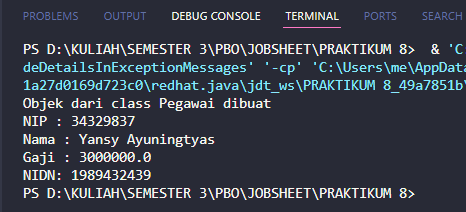 PROBLEMS OUTPUT DEBUG CONSOLE TERMINAL PORTS SEARCH
PS D:\KULIAH\SEMESTER 3\PBO\JOBSHEET\PRAKTIKUM 8> & 'C
deDetailsInExceptionMessages' '-cp' 'C:\Users\me\AppData
1a27d0169d723c0\redhat.java\jdt_ws\PRAKTIKUM 8_49a7851b\
Objek dari class Pegawai dibuat
NIP : 34329837
Nama : Yansy Ayuningtyas
Gaji : 3000000.0
NIDN: 1989432439
PS D:\KULIAH\SEMESTER 3\PBO\JOBSHEET\PRAKTIKUM 8>